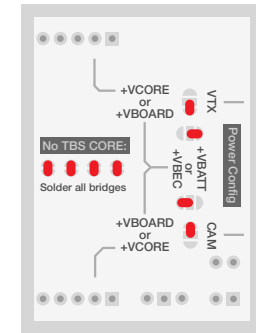 +VCORE
or
+VBOARD
VTX
No TBS CORE:
Solder all bridges
+VBATT
or
+VBEC
Power Config
+VBOARD
or
+VCORE
CAM